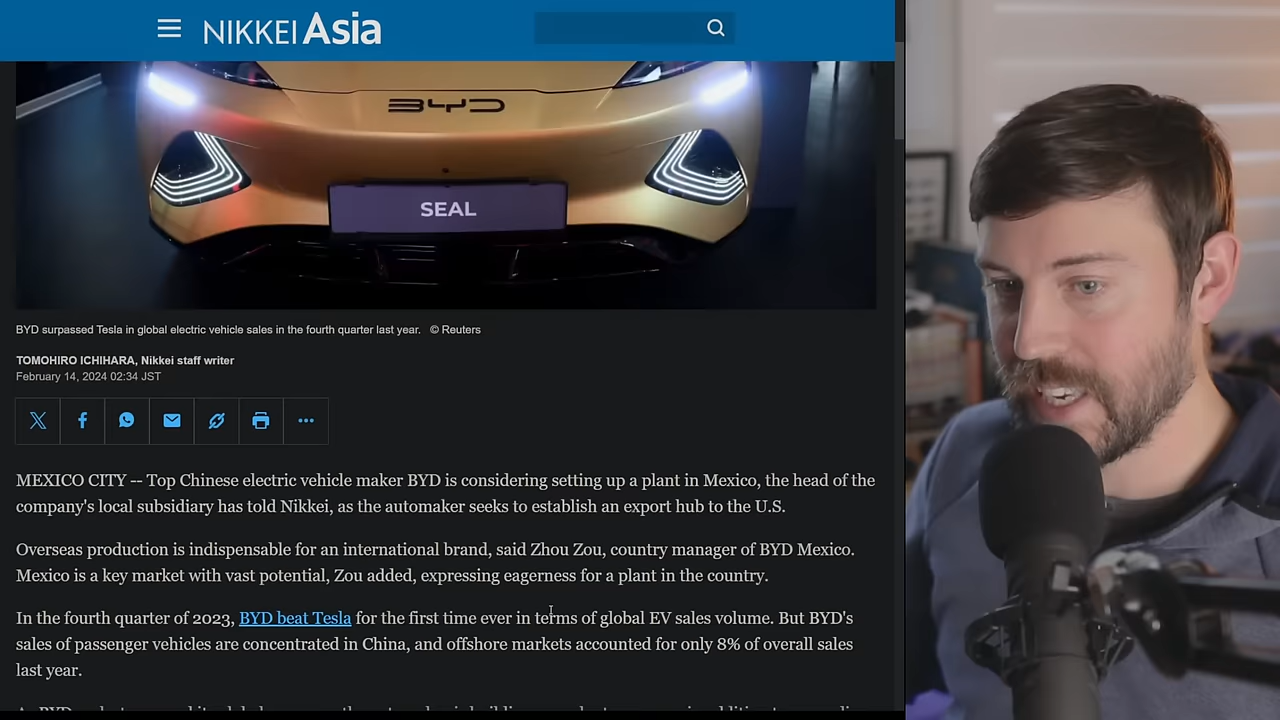 NIKKEI Asia
BYD
SEAL
BYD surpassed Tesla in global electric vehicle sales in the fourth quarter last year. © Reuters
TOMOHIRO ICHIHARA, Nikkei staff writer
February 14, 2024 02:34 JST
MEXICO CITY -- Top Chinese electric vehicle maker BYD is considering setting up a plant in Mexico, the head of the
company's local subsidiary has told Nikkei, as the automaker seeks to establish an export hub to the U.S.
Overseas production is indispensable for an international brand, said Zhou Zou, country manager of BYD Mexico.
Mexico is a key market with vast potential, Zou added, expressing eagerness for a plant in the country.
In the fourth quarter of 2023, BYD beat Tesla for the first time ever in terms of global EV sales volume. But BYD's
sales of passenger vehicles are concentrated in China, and offshore markets accounted for only 8% of overall sales
last year.